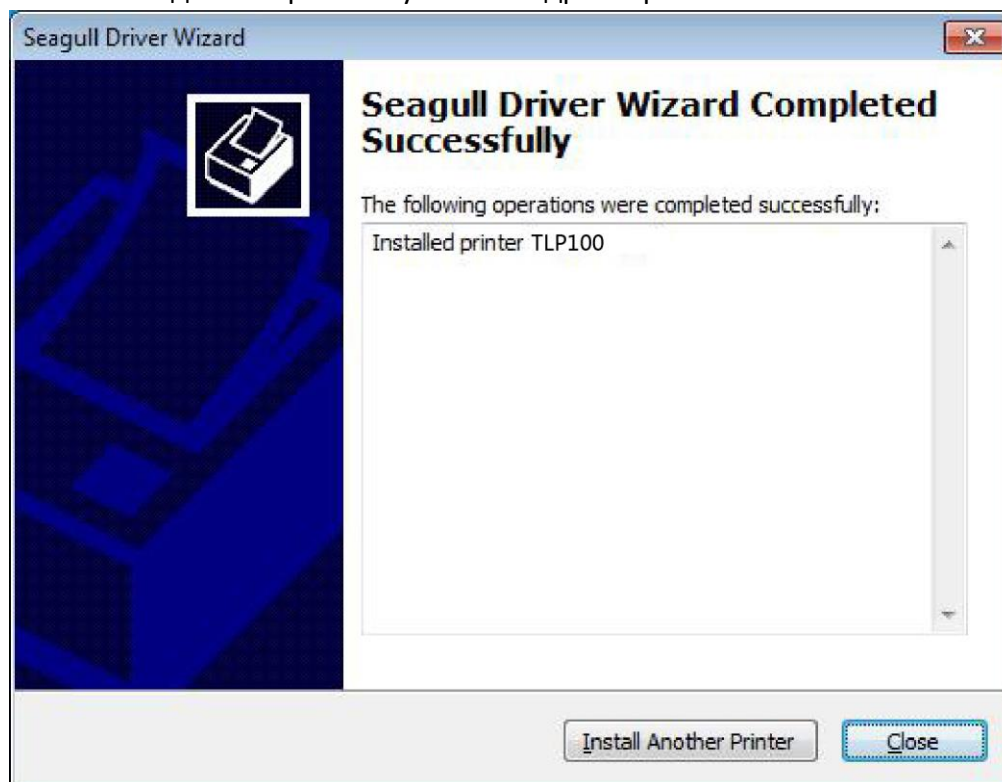 Seagull Driver Wizard
Seagull Driver Wizard Completed
Successfully
The following operations were completed successfully:
Installed printer TLP100
Install Another Printer
Close